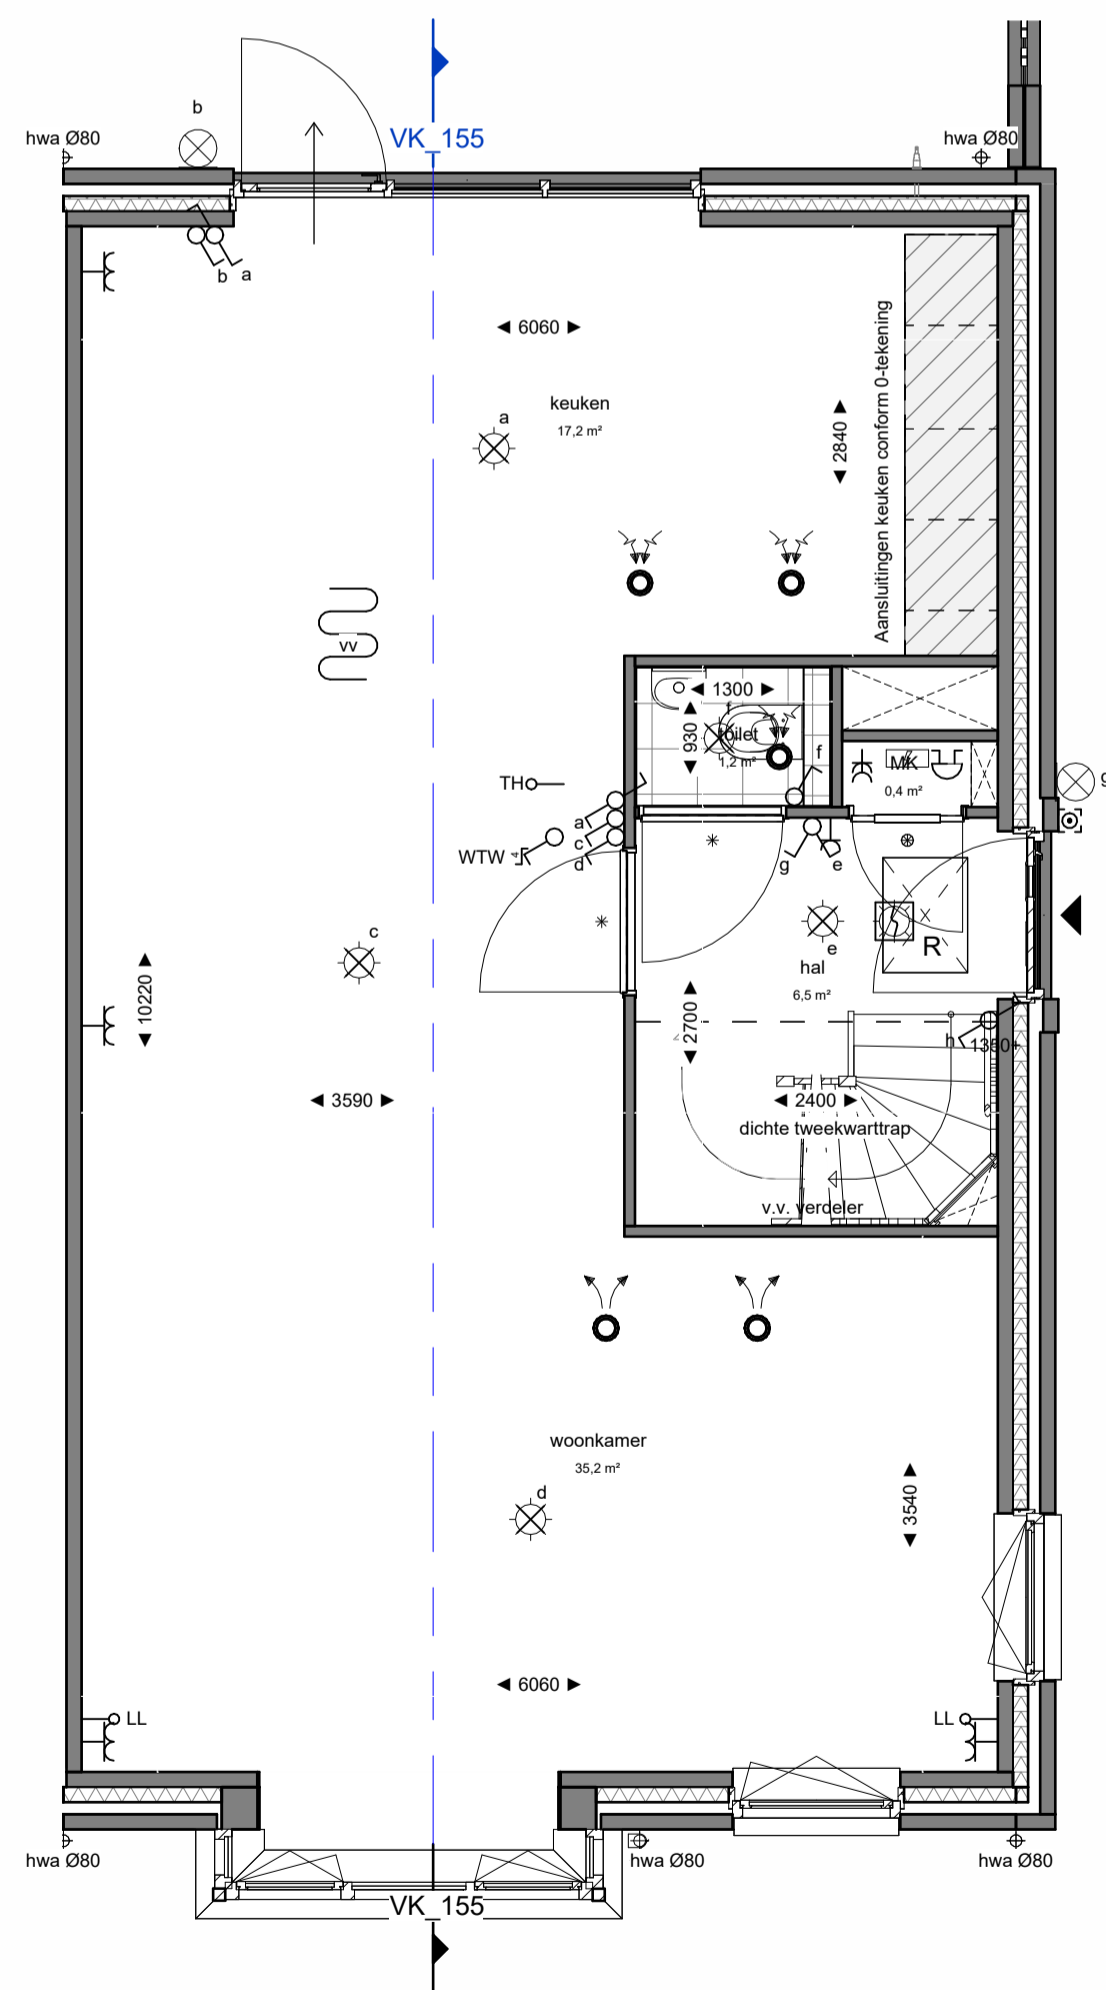 b
hwa Ø80
VK_155
hwa Ø80
b a
6060
keuken
17,2 m²
a
2840
Aansluitingen keuken conform 0-tekening
vv
1300
f
930
toilet
1,2 m²
f
MK
0,4 m²
g
TH
a
c
d
WTW
g
e
c
e
R
hal
6,5 m²
10220
2700
h
1350+
3590
2400
dichte tweekwarttrap
v.v. verdeler
woonkamer
35,2 m²
d
3540
6060
LL
LL
hwa Ø80
hwa Ø80
hwa Ø80
VK_155